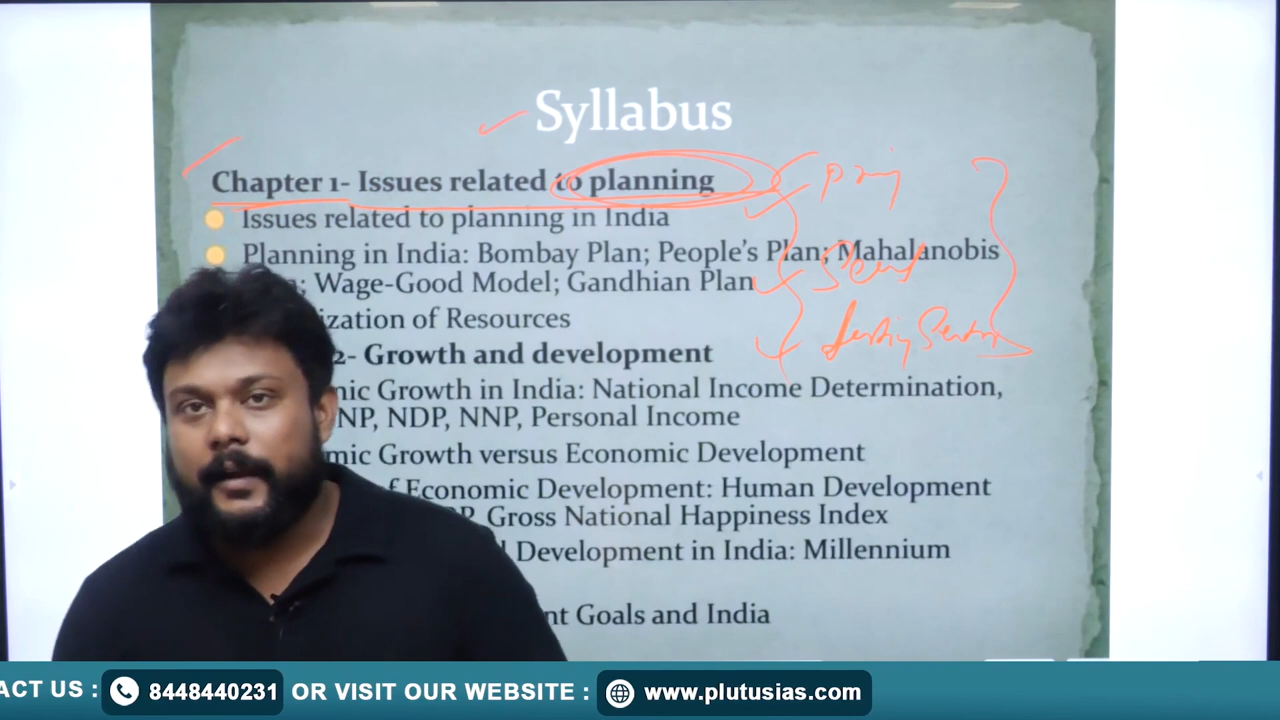 Syllabus
Chapter 1- Issues related to planning
Issues related to planning in India
Planning in India: Bombay Plan; People's Plan; Mahalanobis
Wage-Good Model; Gandhian Plan
ization of Resources
2- Growth and development
mic Growth in India: National Income Determination,
NP, NDP, NNP, Personal Income
mic Growth versus Economic Development
f Economic Development: Human Development
Gross National Happiness Index
Development in India: Millennium
nt Goals and India
ACT US : 8448440231 OR VISIT OUR WEBSITE : www.plutusias.com